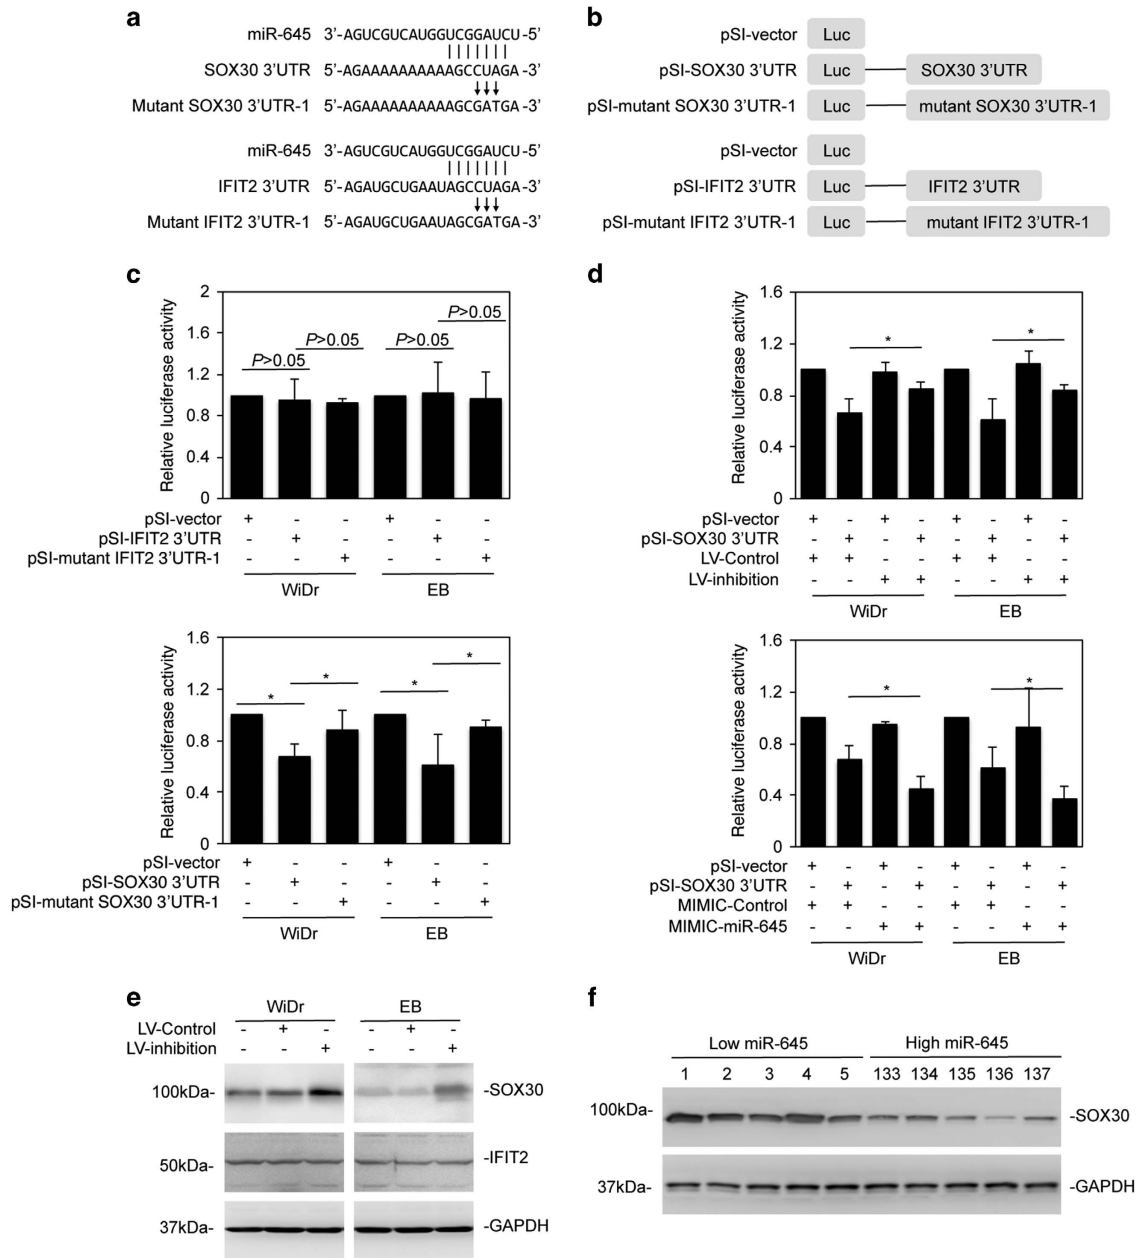 a
miR-645 3'-AGUCGUCAUGGUCGGAUCU-5'
SOX30 3'UTR 5'-AGAAAAAAAAAAGCCUAGA-3'
Mutant SOX30 3'UTR-1 5'-AGAAAAAAAAAAGCGATGA-3'
miR-645 3'-AGUCGUCAUGGUCGGAUCU-5'
IFIT2 3'UTR 5'-AGAUGCUGAAUAGCCUAGA-3'
Mutant IFIT2 3'UTR-1 5'-AGAUGCUGAAUAGCGATGA-3'
b
pSI-vector Luc
pSI-SOX30 3'UTR Luc SOX30 3'UTR
pSI-mutant SOX30 3'UTR-1 Luc mutant SOX30 3'UTR-1
pSI-vector Luc
pSI-IFIT2 3'UTR Luc IFIT2 3'UTR
pSI-mutant IFIT2 3'UTR-1 Luc mutant IFIT2 3'UTR-1
c
Relative luciferase activity
2
1.6
1.2
0.8
0.4
0
P>0.05 P>0.05 P>0.05 P>0.05
pSI-vector + - - + - -
pSI-IFIT2 3'UTR - + - - + -
pSI-mutant IFIT2 3'UTR-1 - - + - - +
WiDr EB
Relative luciferase activity
1.6
1.2
0.8
0.4
0
* * * *
pSI-vector + - - + - -
pSI-SOX30 3'UTR - + - - + -
pSI-mutant SOX30 3'UTR-1 - - + - - +
WiDr EB
d
Relative luciferase activity
1.6
1.2
0.8
0.4
0
* *
pSI-vector + - + - + - + -
pSI-SOX30 3'UTR - + - + - + - +
LV-Control + + - - + + - -
LV-inhibition - - + + - - + +
WiDr EB
Relative luciferase activity
1.6
1.2
0.8
0.4
0
* *
pSI-vector + - + - + - + -
pSI-SOX30 3'UTR - + - + - + - +
MIMIC-Control + + - - + + - -
MIMIC-miR-645 - - + + - - + +
WiDr EB
e
WiDr EB
LV-Control - + - - + -
LV-inhibition - - + - - +
100kDa- -SOX30
50kDa- -IFIT2
37kDa- -GAPDH
f
Low miR-645 High miR-645
1 2 3 4 5 133 134 135 136 137
100kDa- -SOX30
37kDa- -GAPDH